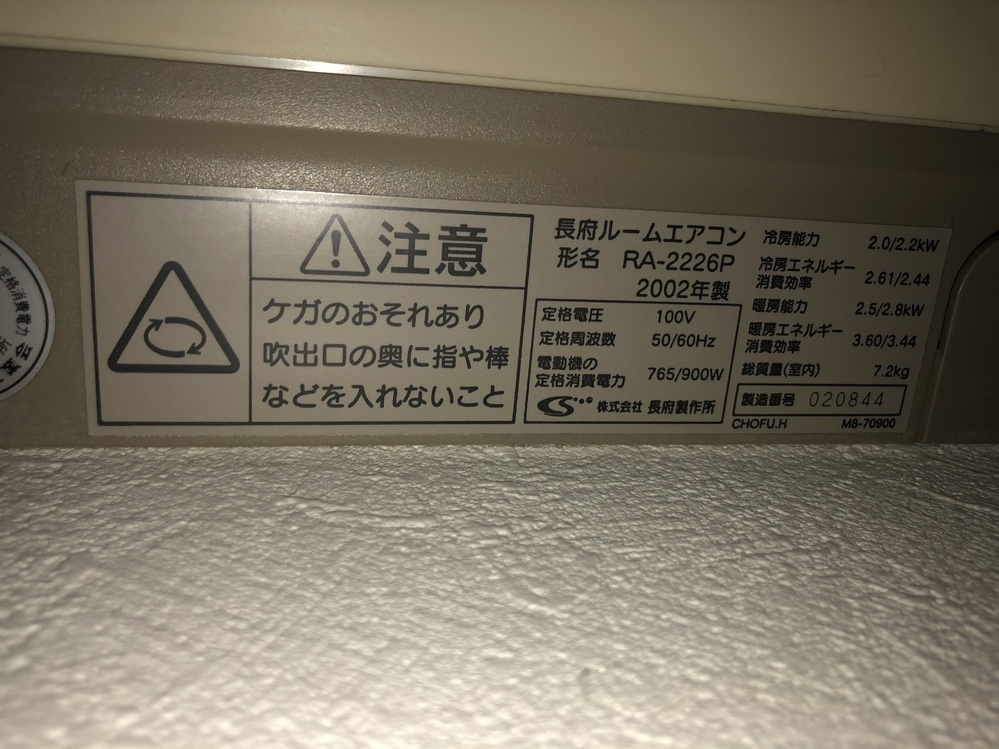 定格消費電力
注意
ケガのおそれあり
吹出口の奥に指や棒
などを入れないこと
長府ルームエアコン
形名 RA-2226P
2002年製
定格電圧 100V
定格周波数 50/60Hz
電動機の
定格消費電力 765/900W
株式会社 長府製作所
冷房能力 2.0/2.2kW
冷房エネルギー
消費効率 2.61/2.44
暖房能力 2.5/2.8kW
暖房エネルギー
消費効率 3.60/3.44
総質量(室内) 7.2kg
製造番号 020844
CHOFU.H M8-70900